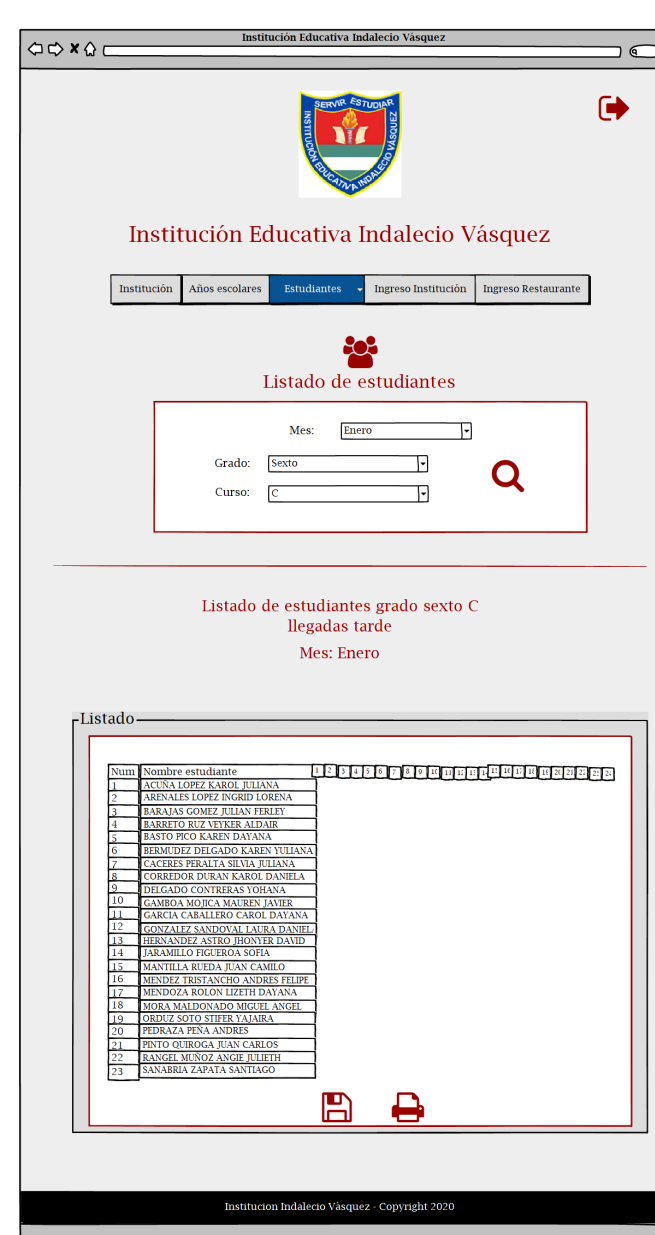 Institución Educativa Indalecio Vásquez
SERVIR ESTUDIAR
INSTITUCIÓN EDUCATIVA INDALECIO VÁSQUEZ
Institución Educativa Indalecio Vásquez
Institución Años escolares Estudiantes Ingreso Institución Ingreso Restaurante
Listado de estudiantes
Mes: Enero
Grado: Sexto
Curso: C
Listado de estudiantes grado sexto C
llegadas tarde
Mes: Enero
Listado
Num Nombre estudiante 1 2 3 4 5 6 7 8 9 10 11 12 13 14 15 16 17 18 19 20 21 22 23 24
1 ACUÑA LOPEZ KAROL JULIANA
2 ARENALES LOPEZ INGRID LORENA
3 BARAJAS GOMEZ JULIAN FERLEY
4 BARRETO RUZ VEYKER ALDAIR
5 BASTO PICO KAREN DAYANA
6 BERMUDEZ DELGADO KAREN YULIANA
7 CACERES PERALTA SILVIA JULIANA
8 CORREDOR DURAN KAROL DANIELA
9 DELGADO CONTRERAS YOHANA
10 GAMBOA MOJICA MAUREN JAVIER
11 GARCIA CABALLERO CAROL DAYANA
12 GONZALEZ SANDOVAL LAURA DANIEL
13 HERNANDEZ ASTRO JHONYER DAVID
14 JARAMILLO FIGUEROA SOFIA
15 MANTILLA RUEDA JUAN CAMILO
16 MENDEZ TRISTANCHO ANDRES FELIPE
17 MENDOZA ROLON LIZETH DAYANA
18 MORA MALDONADO MIGUEL ANGEL
19 ORDUZ SOTO STIFER YAJAIRA
20 PEDRAZA PEÑA ANDRES
21 PINTO QUIROGA JUAN CARLOS
22 RANGEL MUÑOZ ANGIE JULIETH
23 SANABRIA ZAPATA SANTIAGO
Institucion Indalecio Vàsquez - Copyright 2020